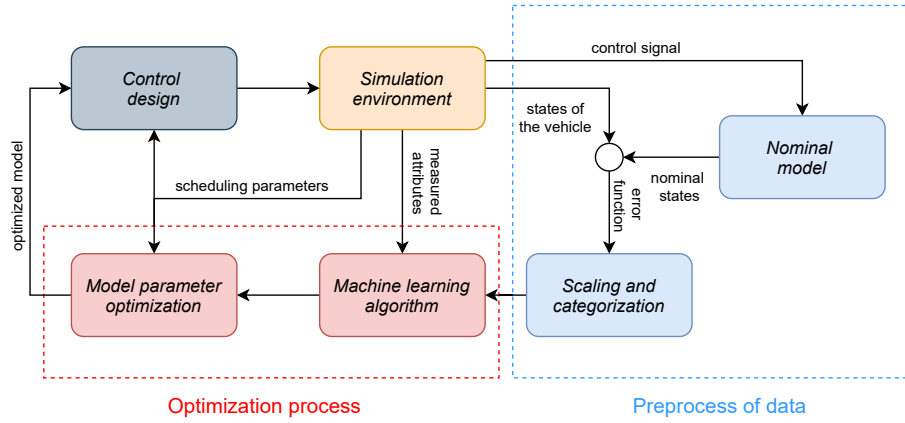 control signal
Control
design
Simulation
environment
states of
the vehicle
Nominal
model
optimized model
scheduling parameters
measured
attributes
nominal
states
error
function
Model parameter
optimization
Machine learning
algorithm
Scaling and
categorization
Optimization process
Preprocess of data